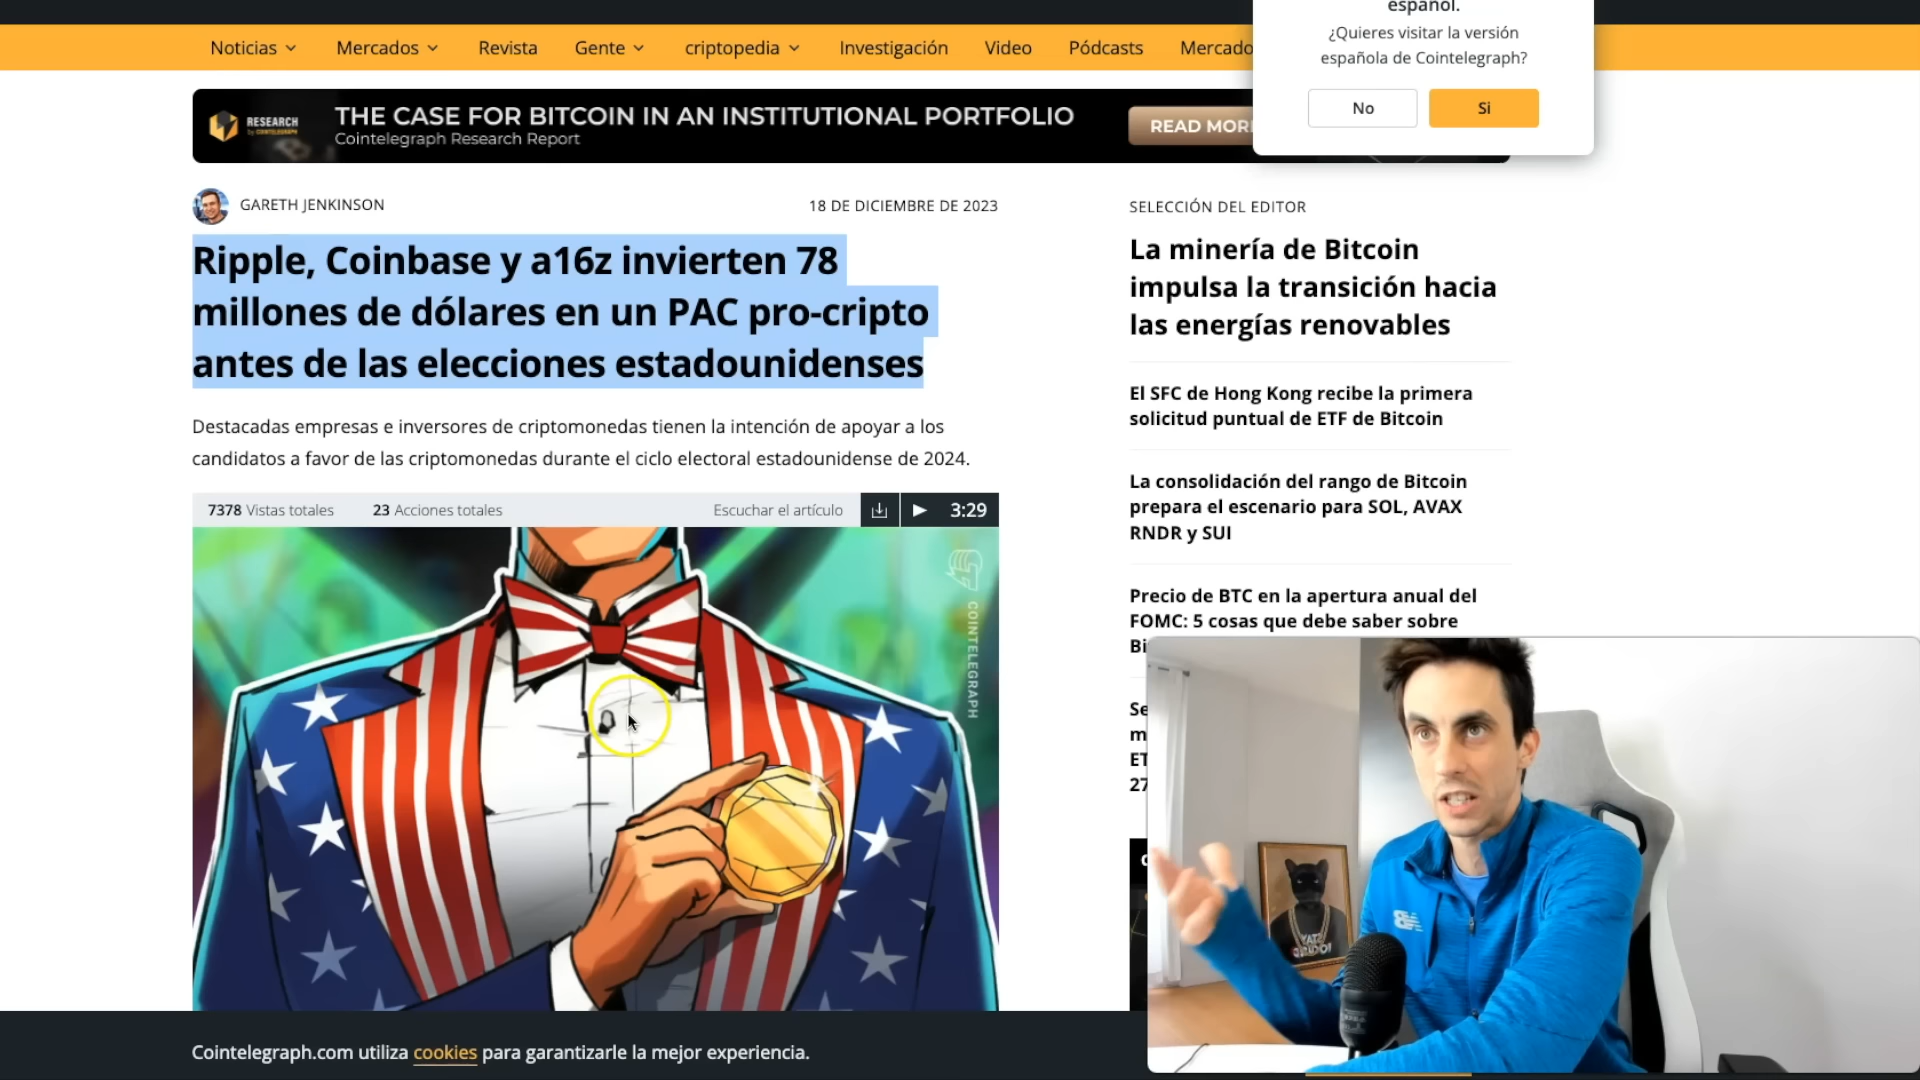 Noticias
Mercados
Revista
Gente
criptopedia
Investigación
Video
Pódcasts
Mercado
español.
¿Quieres visitar la versión
española de Cointelegraph?
No
Si
RESEARCH
THE CASE FOR BITCOIN IN AN INSTITUTIONAL PORTFOLIO
Cointelegraph Research Report
READ MORE
GARETH JENKINSON
18 DE DICIEMBRE DE 2023
Ripple, Coinbase y a16z invierten 78
millones de dólares en un PAC pro-cripto
antes de las elecciones estadounidenses
Destacadas empresas e inversores de criptomonedas tienen la intención de apoyar a los
candidatos a favor de las criptomonedas durante el ciclo electoral estadounidense de 2024.
7378 Vistas totales
23 Acciones totales
Escuchar el artículo
3:29
COINTELEGRAPH
SELECCIÓN DEL EDITOR
La minería de Bitcoin
impulsa la transición hacia
las energías renovables
El SFC de Hong Kong recibe la primera
solicitud puntual de ETF de Bitcoin
La consolidación del rango de Bitcoin
prepara el escenario para SOL, AVAX
RNDR y SUI
Precio de BTC en la apertura anual del
FOMC: 5 cosas que debe saber sobre
Bi
Se
m
ET
27
Cointelegraph.com utiliza cookies para garantizarle la mejor experiencia.